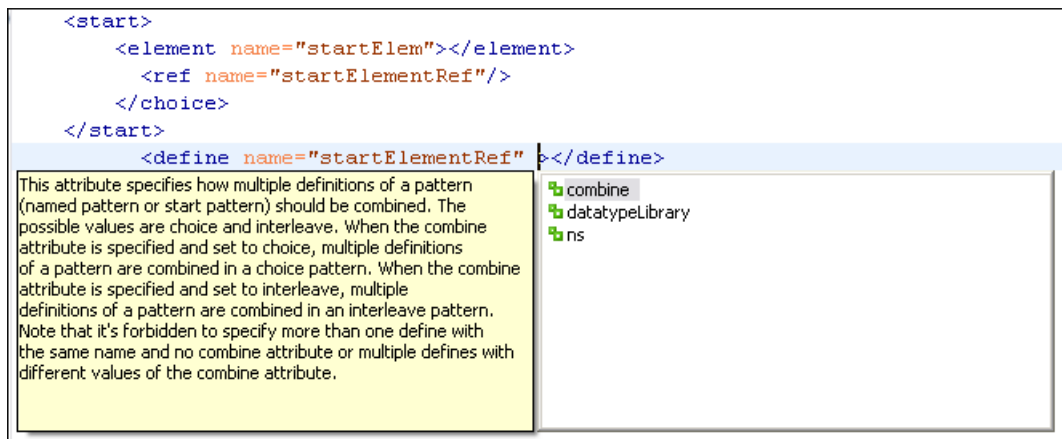 <start>
<element name="startElem"></element>
<ref name="startElementRef"/>
</choice>
</start>
<define name="startElementRef" ></define>
This attribute specifies how multiple definitions of a pattern
(named pattern or start pattern) should be combined. The
possible values are choice and interleave. When the combine
attribute is specified and set to choice, multiple definitions
of a pattern are combined in a choice pattern. When the combine
attribute is specified and set to interleave, multiple
definitions of a pattern are combined in an interleave pattern.
Note that it's forbidden to specify more than one define with
the same name and no combine attribute or multiple defines with
different values of the combine attribute.
combine
datatypeLibrary
ns